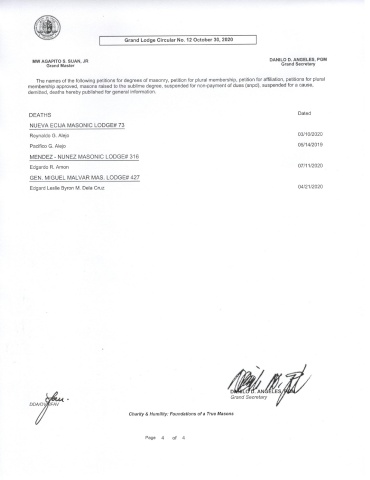 Grand Lodge Circular No. 12 October 30, 2020
MW AGAPITO S. SUAN, JR
Grand Master
DANILO D. ANGELES, PGM
Grand Secretary
The names of the following petitions for degrees of masonry, petition for plural membership, petition for affiliation, petitions for plural
membership approved, masons raised to the sublime degree, suspended for non-payment of dues (snpd), suspended for a cause,
demitted, deaths hereby published for general information.
DEATHS
Dated
NUEVA ECIJA MASONIC LODGE# 73
Reynaldo G. Alejo 03/10/2020
Pacifico G. Alejo 05/14/2019
MENDEZ - NUNEZ MASONIC LODGE# 316
Edgardo R. Amon 07/11/2020
GEN. MIGUEL MALVAR MAS. LODGE# 427
Edgard Leslie Byron M. Dela Cruz 04/21/2020
DANILO D. ANGELES, PGM
Grand Secretary
Charity & Humility: Foundations of a True Masons
Page 4 of 4